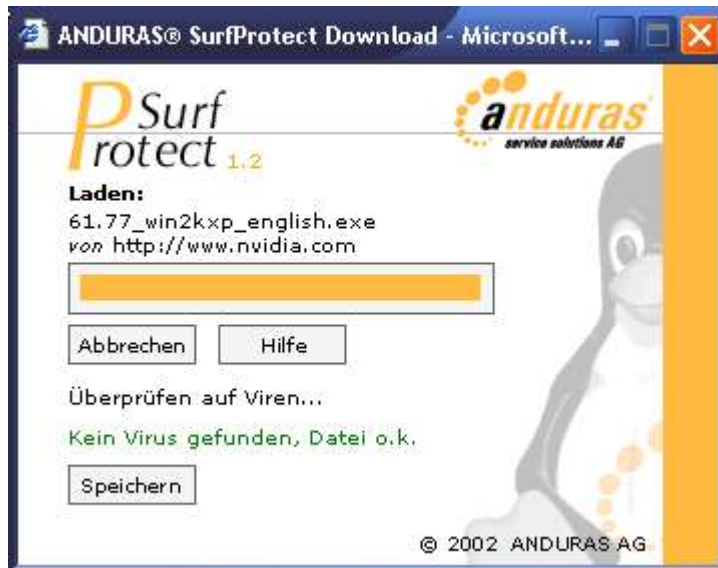 ANDURAS® SurfProtect Download - Microsoft...
Surf
Protect 1.2
anduras
service solutions AG
Laden:
61.77_win2kxp_english.exe
von http://www.nvidia.com
Abbrechen
Hilfe
Überprüfen auf Viren...
Kein Virus gefunden, Datei o.k.
Speichern
© 2002 ANDURAS AG